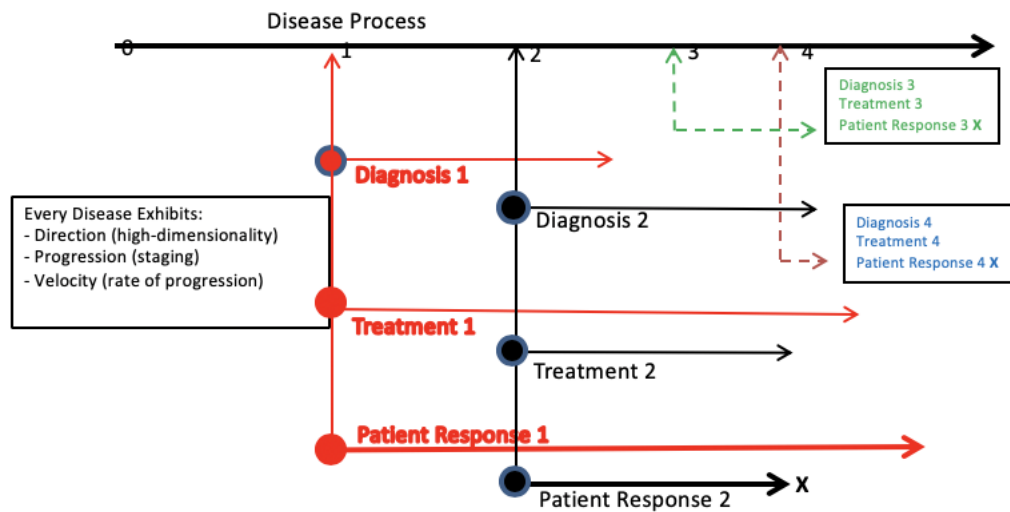 Disease Process
0
1
2
3
4
Diagnosis 3
Treatment 3
Patient Response 3 X
Diagnosis 1
Every Disease Exhibits:
- Direction (high-dimensionality)
- Progression (staging)
- Velocity (rate of progression)
Diagnosis 2
Diagnosis 4
Treatment 4
Patient Response 4 X
Treatment 1
Treatment 2
Patient Response 1
X
Patient Response 2